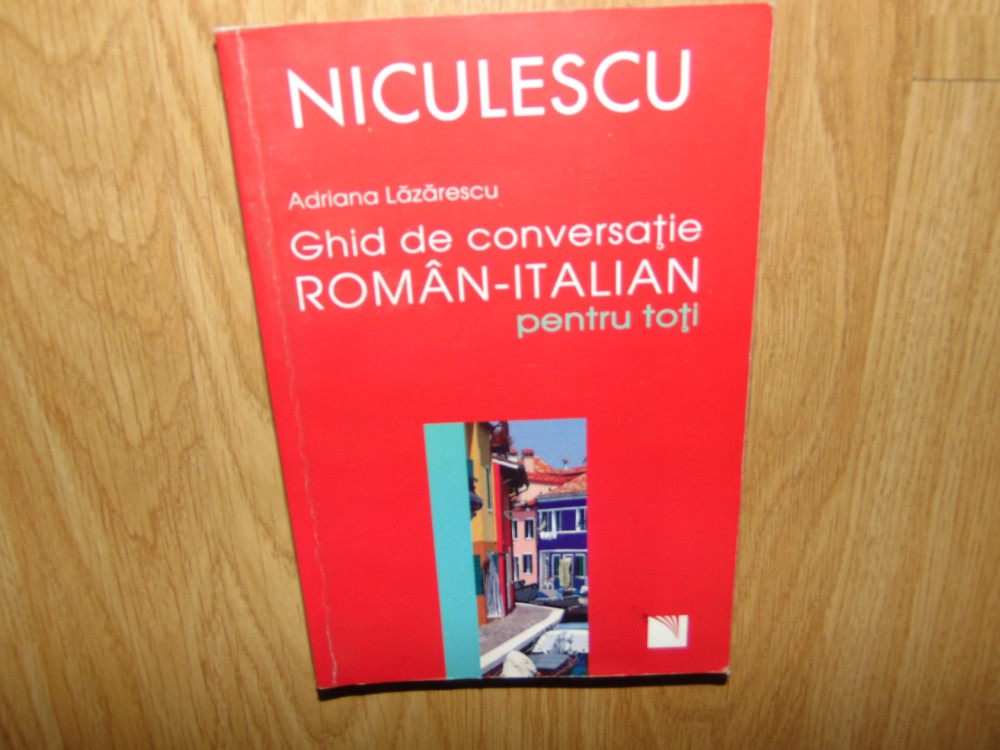 NICULESCU
Adriana Lăzărescu
Ghid de conversaţie
ROMÂN-ITALIAN
pentru toţi